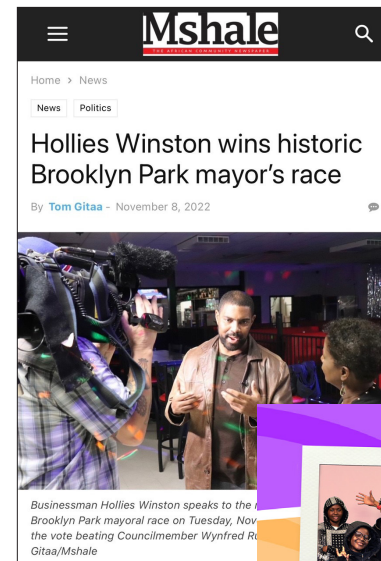 Mshale
THE AFRICAN COMMUNITY NEWSPAPER
Home > News
News Politics
Hollies Winston wins historic
Brooklyn Park mayor's race
By Tom Gitaa - November 8, 2022
Businessman Hollies Winston speaks to the
Brooklyn Park mayoral race on Tuesday, Nov
the vote beating Councilmember Wynfred Ru
Gitaa/Mshale